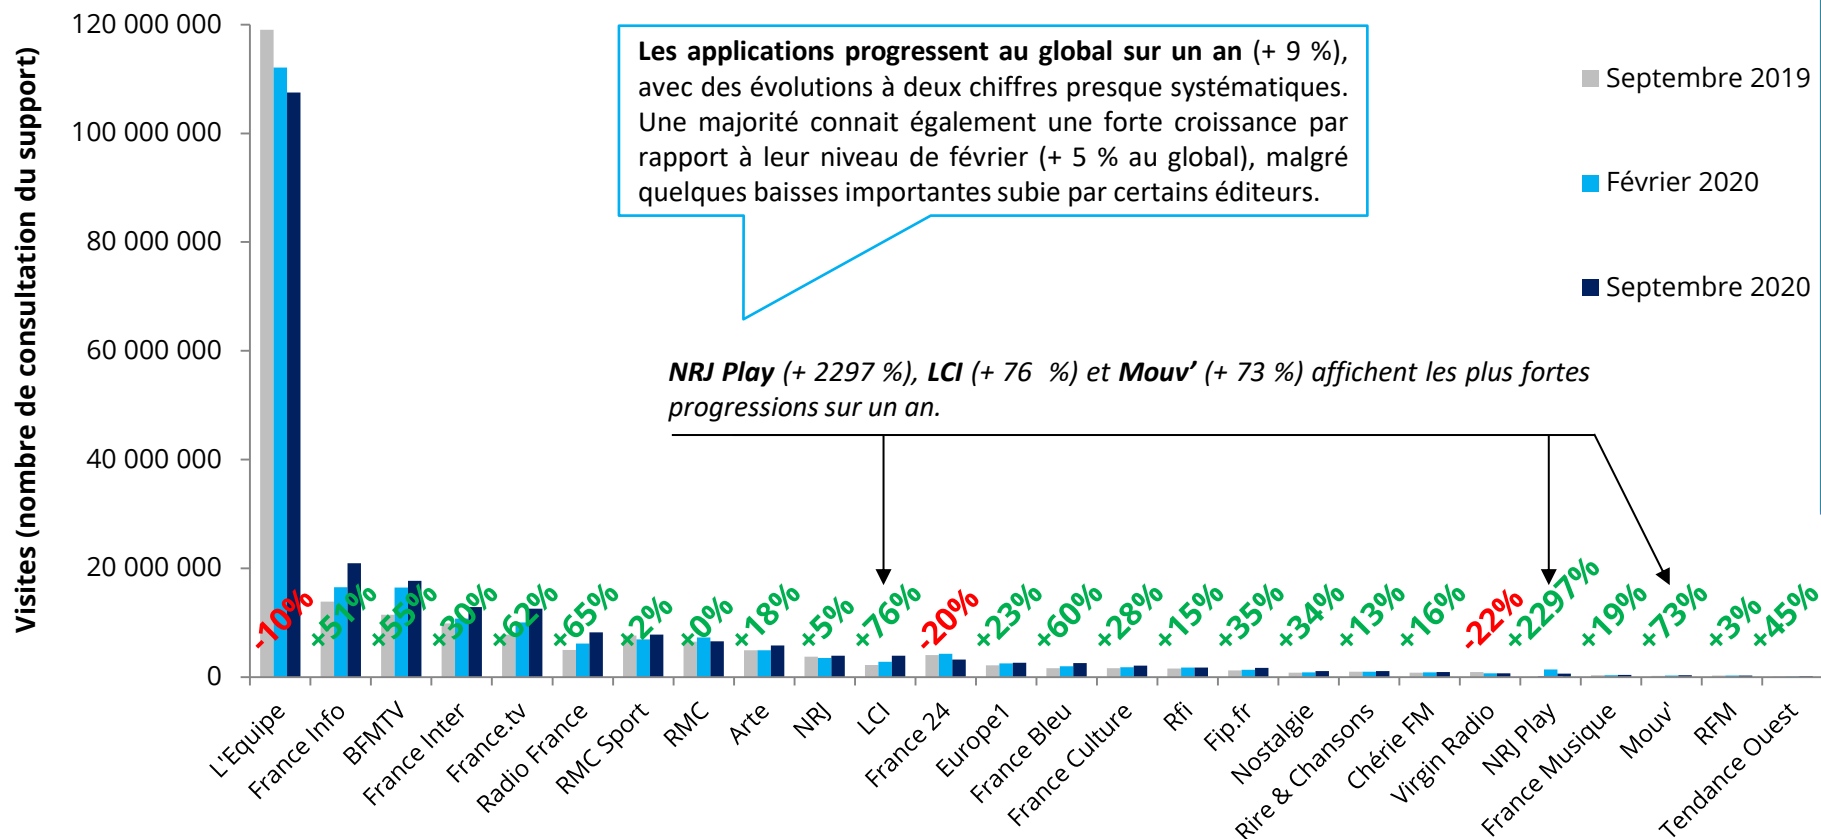 Visites (nombre de consultation du support)
120 000 000
100 000 000
80 000 000
60 000 000
40 000 000
20 000 000
0
Les applications progressent au global sur un an (+ 9 %),
avec des évolutions à deux chiffres presque systématiques.
Une majorité connait également une forte croissance par
rapport à leur niveau de février (+ 5 % au global), malgré
quelques baisses importantes subie par certains éditeurs.
Septembre 2019
Février 2020
Septembre 2020
NRJ Play (+ 2297 %), LCI (+ 76 %) et Mouv’ (+ 73 %) affichent les plus fortes
progressions sur un an.
-10%
+51%
+55%
+30%
+62%
+65%
+2%
+0%
+18%
+5%
+76%
-20%
+23%
+60%
+28%
+15%
+35%
+34%
+13%
+16%
-22%
+2297%
+19%
+73%
+3%
+45%
L'Equipe
France Info
BFMTV
France Inter
France.tv
Radio France
RMC Sport
RMC
Arte
NRJ
LCI
France 24
Europe1
France Bleu
France Culture
Rfi
Fip.fr
Nostalgie
Rire & Chansons
Chérie FM
Virgin Radio
NRJ Play
France Musique
Mouv'
RFM
Tendance Ouest